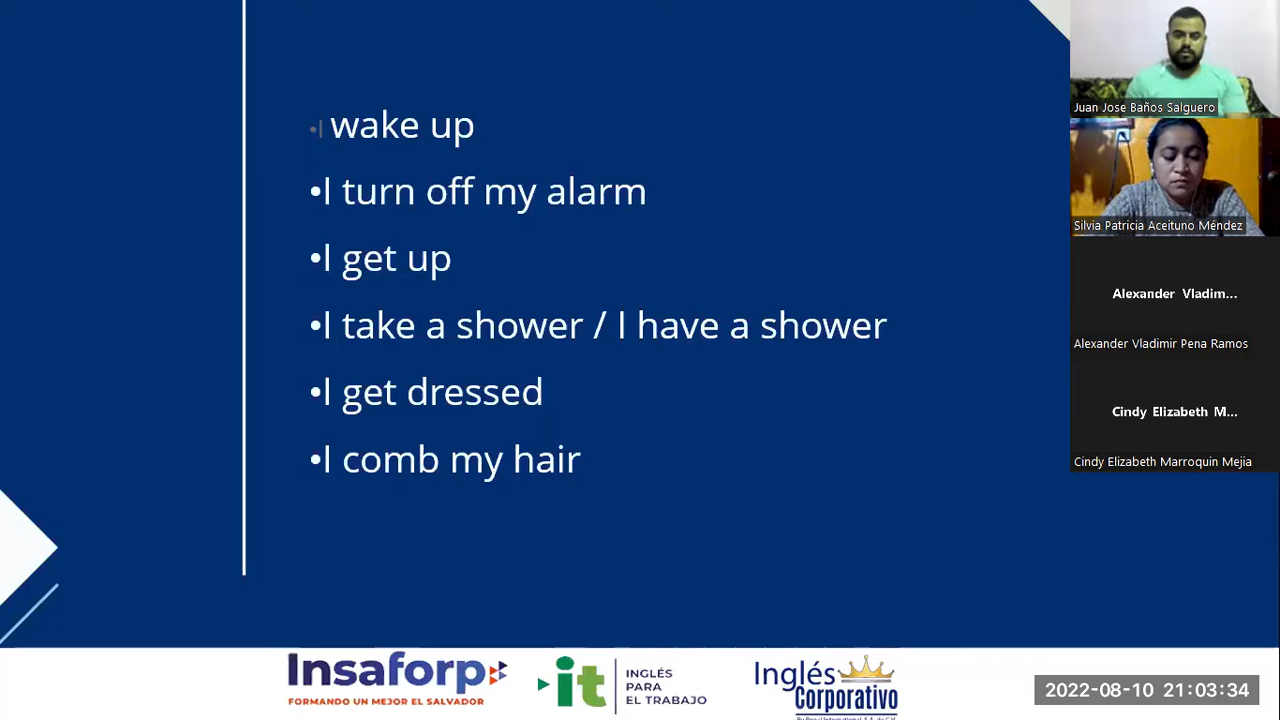 •I wake up
•I turn off my alarm
•I get up
•I take a shower / I have a shower
•I get dressed
•I comb my hair
Juan Jose Baños Salguero
Silvia Patricia Aceituno Méndez
Alexander Vladim...
Alexander Vladimir Pena Ramos
Cindy Elizabeth M...
Cindy Elizabeth Marroquin Mejia
Insaforp
FORMANDO UN MEJOR EL SALVADOR
it
INGLÉS
PARA
EL TRABAJO
Inglés
Corporativo
2022-08-10 21:03:34